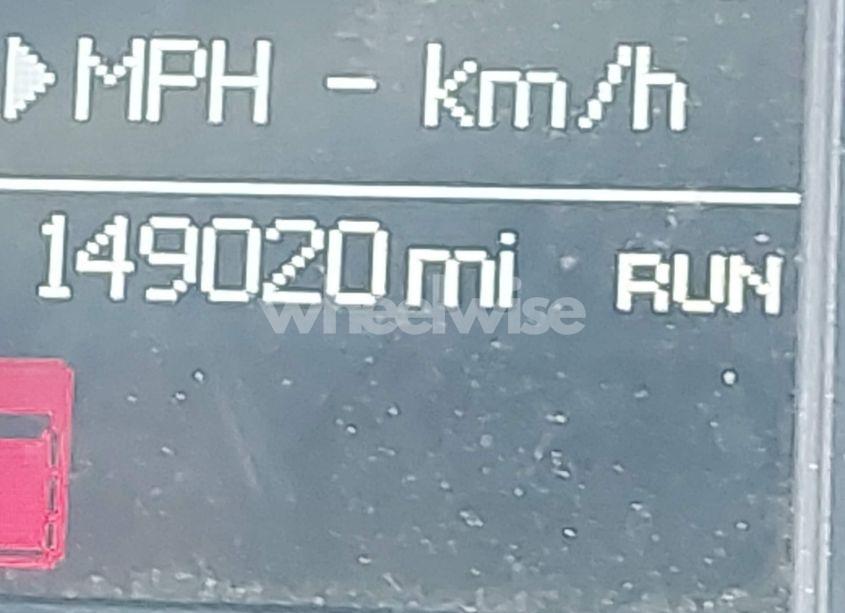 MPH - km/h
149020mi RUN
wheelwise